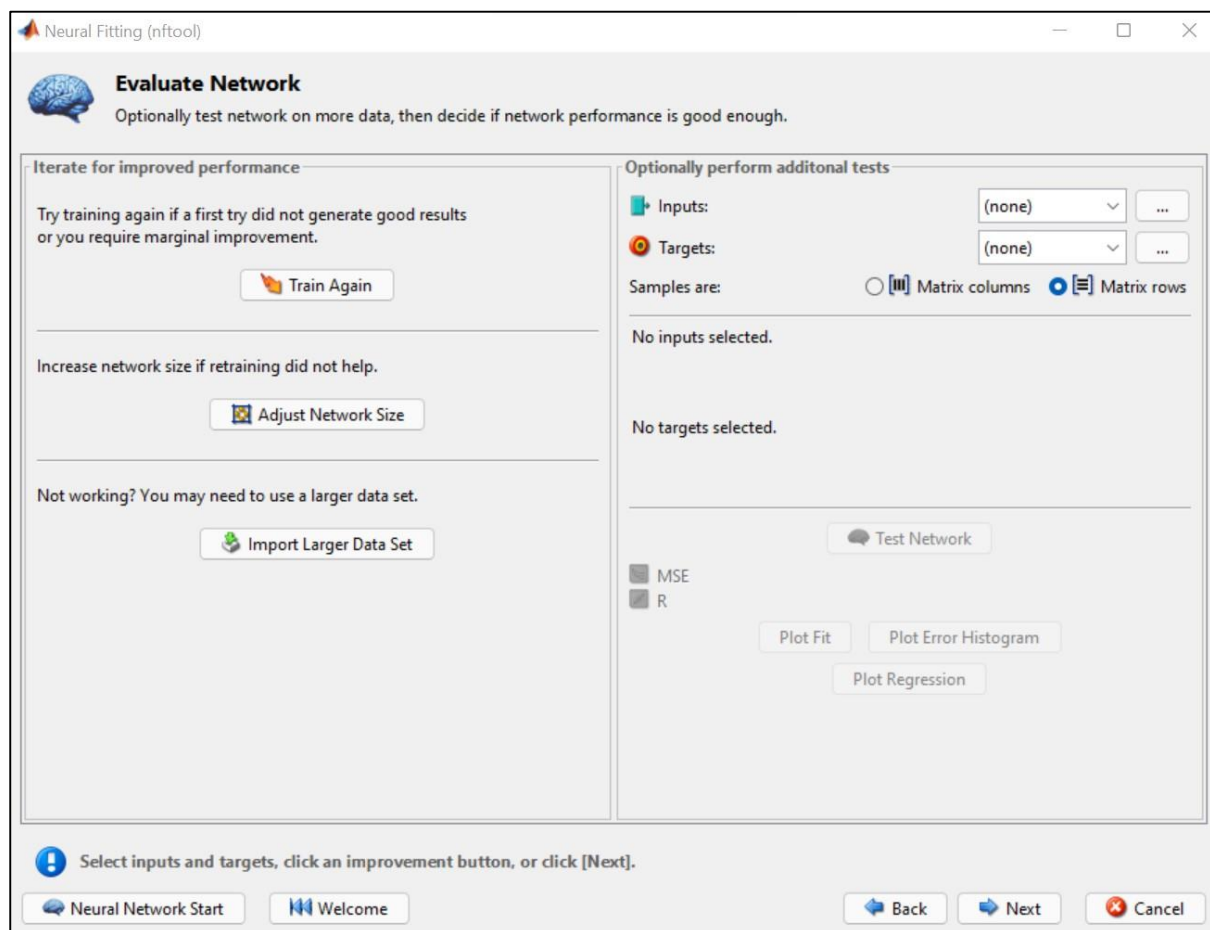 Neural Fitting (nftool)
Evaluate Network
Optionally test network on more data, then decide if network performance is good enough.
Iterate for improved performance
Try training again if a first try did not generate good results
or you require marginal improvement.
Train Again
Increase network size if retraining did not help.
Adjust Network Size
Not working? You may need to use a larger data set.
Import Larger Data Set
Optionally perform additonal tests
Inputs: (none) ...
Targets: (none) ...
Samples are: Matrix columns Matrix rows
No inputs selected.
No targets selected.
Test Network
MSE
R
Plot Fit Plot Error Histogram
Plot Regression
Select inputs and targets, click an improvement button, or click [Next].
Neural Network Start Welcome Back Next Cancel